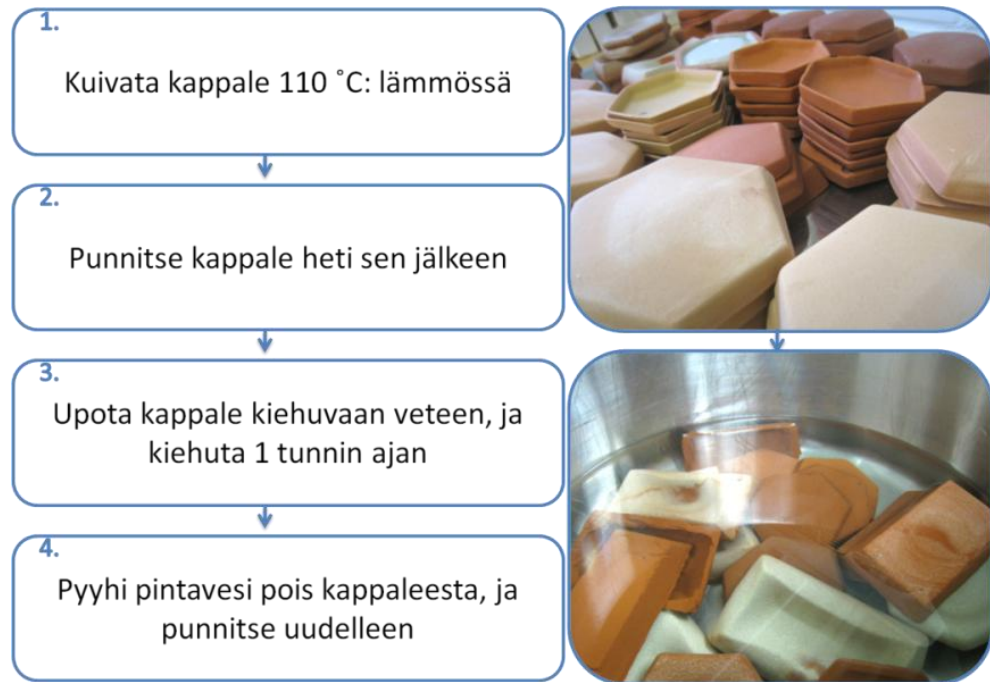 1.
Kuivata kappale 110 ˚C: lämmössä
2.
Punnitse kappale heti sen jälkeen
3.
Upota kappale kiehuvaan veteen, ja
kiehuta 1 tunnin ajan
4.
Pyyhi pintavesi pois kappaleesta, ja
punnitse uudelleen